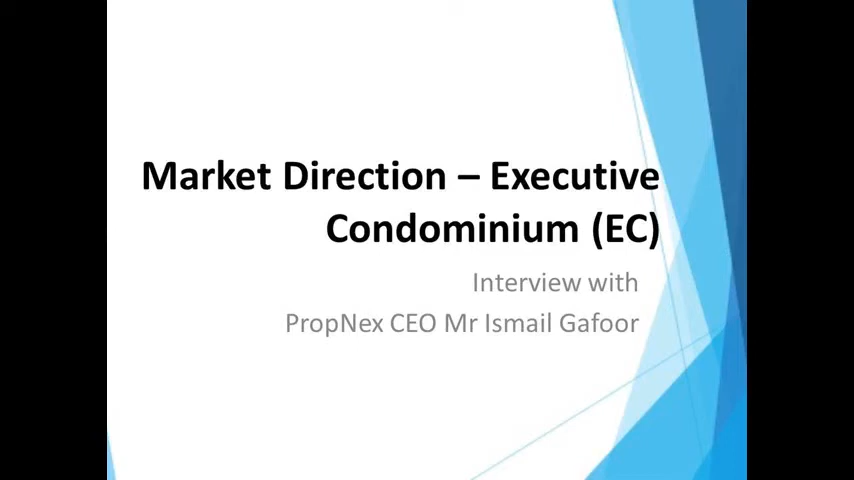 Market Direction – Executive
Condominium (EC)
Interview with
PropNex CEO Mr Ismail Gafoor